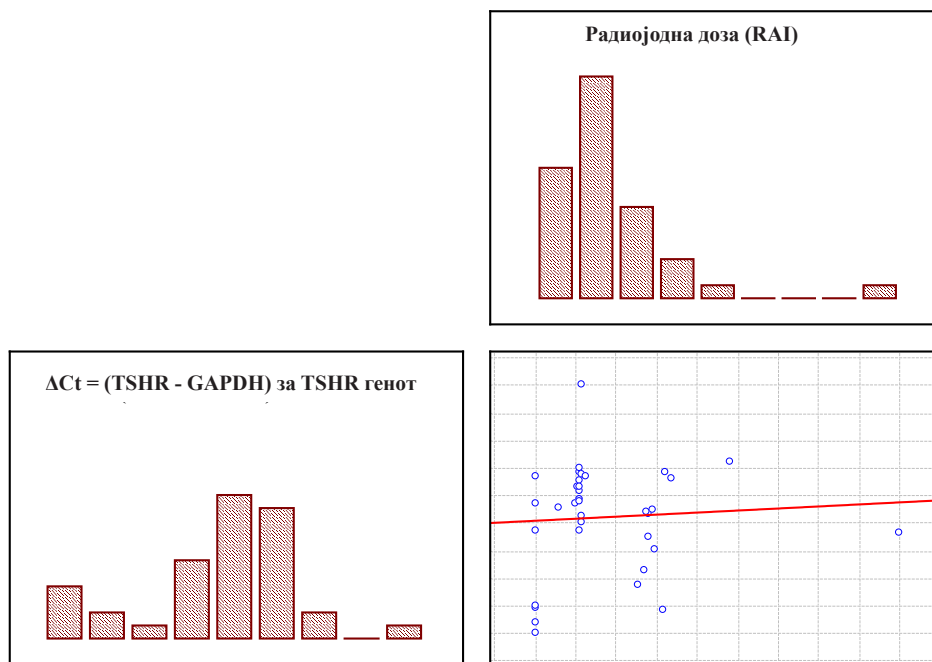 Радиојодна доза (RAI)
ΔCt = (TSHR - GAPDH) за TSHR генот